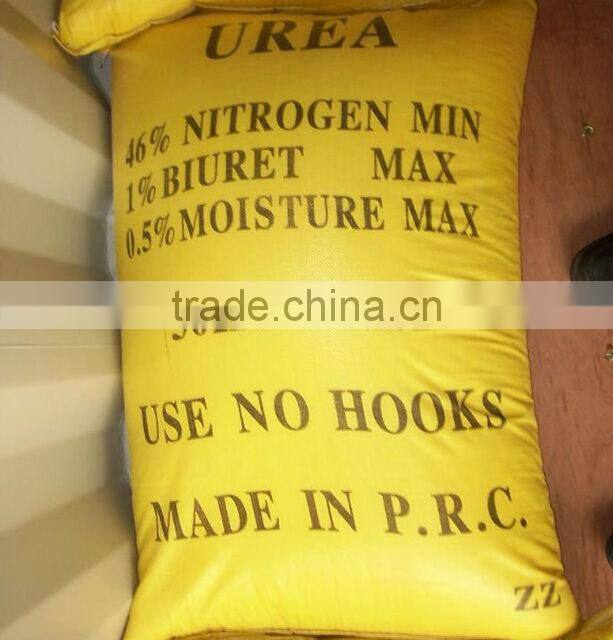 UREA
46% NITROGEN MIN
1% BIURET MAX
0.5% MOISTURE MAX
trade.china.cn
USE NO HOOKS
MADE IN P.R.C.
ZZ